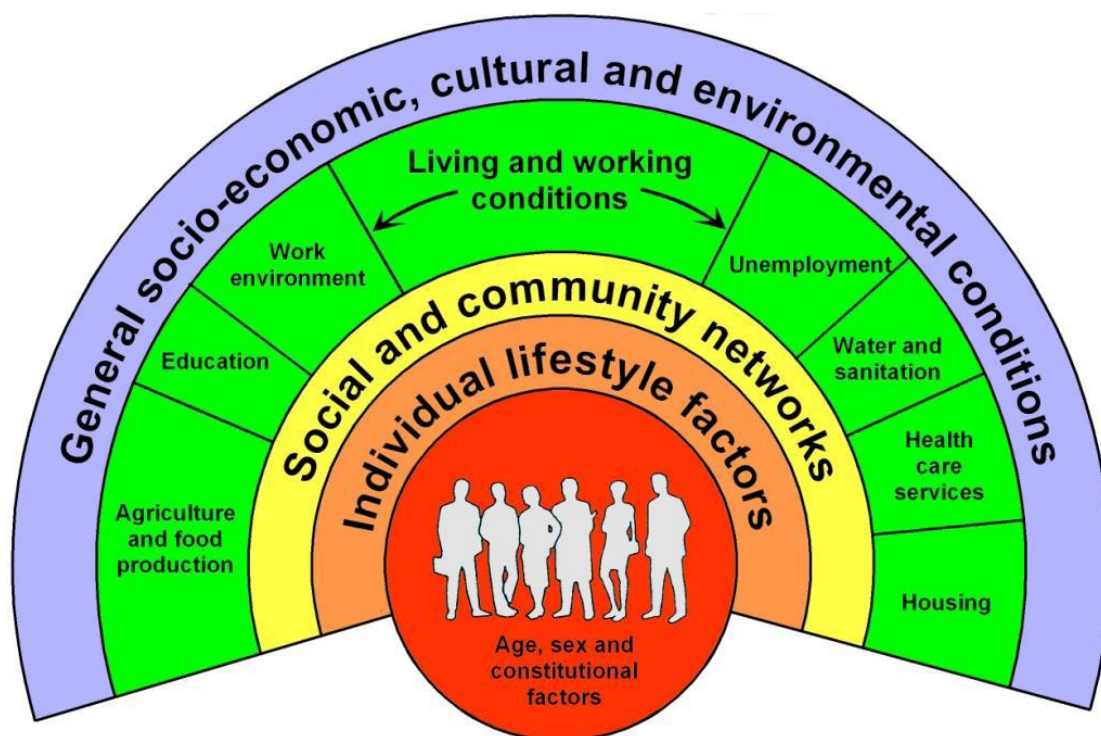 General socio-economic, cultural and environmental conditions
Living and working
conditions
Agriculture
and food
production
Education
Work
environment
Unemployment
Water and
sanitation
Health
care
services
Housing
Social and community networks
Individual lifestyle factors
Age, sex and
constitutional
factors